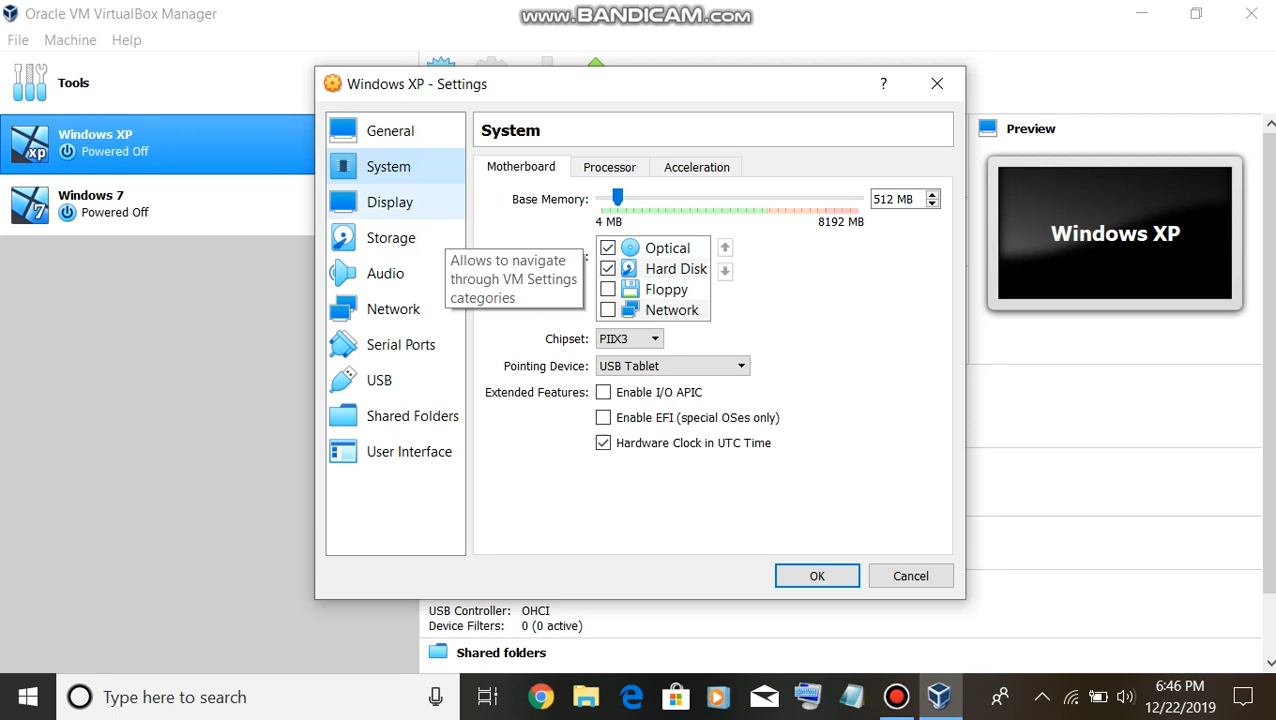 Oracle VM VirtualBox Manager
www.BANDICAM.com
File Machine Help
Tools
Windows XP
Powered Off
Windows 7
Powered Off
Windows XP - Settings
?
General
System
Display
Storage
Audio
Network
Serial Ports
USB
Shared Folders
User Interface
Allows to navigate
through VM Settings
categories
System
Motherboard Processor Acceleration
Base Memory: 512 MB
4 MB 8192 MB
:
Optical
Hard Disk
Floppy
Network
Chipset: PIIX3
Pointing Device: USB Tablet
Extended Features: Enable I/O APIC
Enable EFI (special OSes only)
Hardware Clock in UTC Time
OK Cancel
Preview
Windows XP
USB Controller: OHCI
Device Filters: 0 (0 active)
Shared folders
Type here to search
6:46 PM
12/22/2019